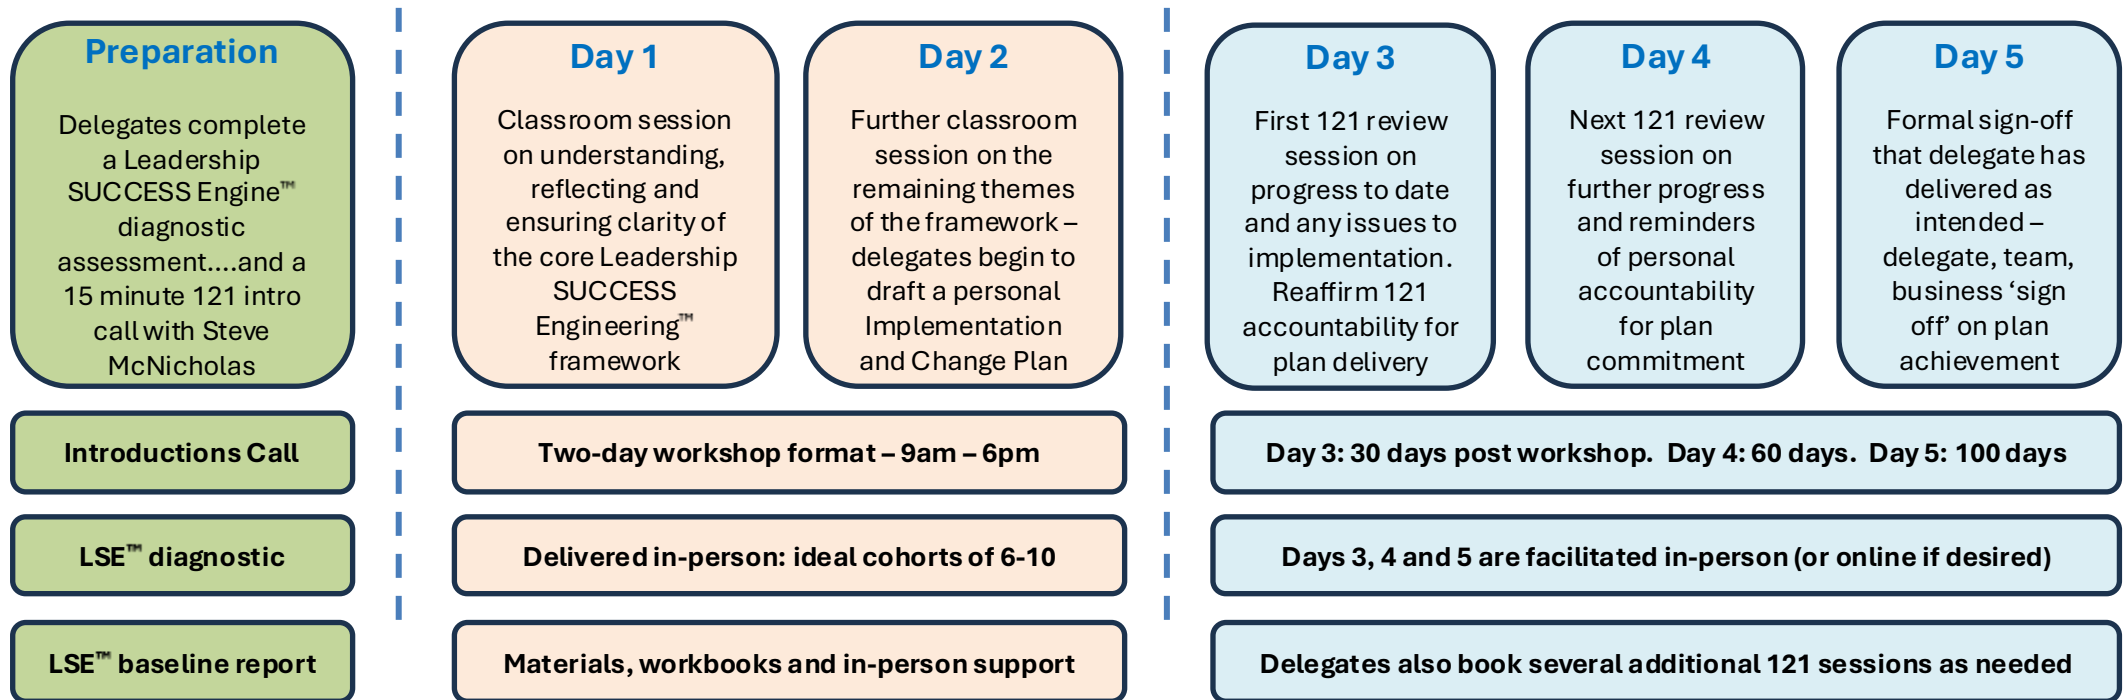 Preparation
Delegates complete
a Leadership
SUCCESS Engine™
diagnostic
assessment....and a
15 minute 121 intro
call with Steve
McNicholas
Day 1
Classroom session
on understanding,
reflecting and
ensuring clarity of
the core Leadership
SUCCESS
Engineering™
framework
Day 2
Further classroom
session on the
remaining themes
of the framework –
delegates begin to
draft a personal
Implementation
and Change Plan
Day 3
First 121 review
session on
progress to date
and any issues to
implementation.
Reaffirm 121
accountability for
plan delivery
Day 4
Next 121 review
session on
further progress
and reminders
of personal
accountability
for plan
commitment
Day 5
Formal sign-off
that delegate has
delivered as
intended –
delegate, team,
business ‘sign
off’ on plan
achievement
Introductions Call
Two-day workshop format – 9am – 6pm
Day 3: 30 days post workshop. Day 4: 60 days. Day 5: 100 days
LSE™ diagnostic
Delivered in-person: ideal cohorts of 6-10
Days 3, 4 and 5 are facilitated in-person (or online if desired)
LSE™ baseline report
Materials, workbooks and in-person support
Delegates also book several additional 121 sessions as needed